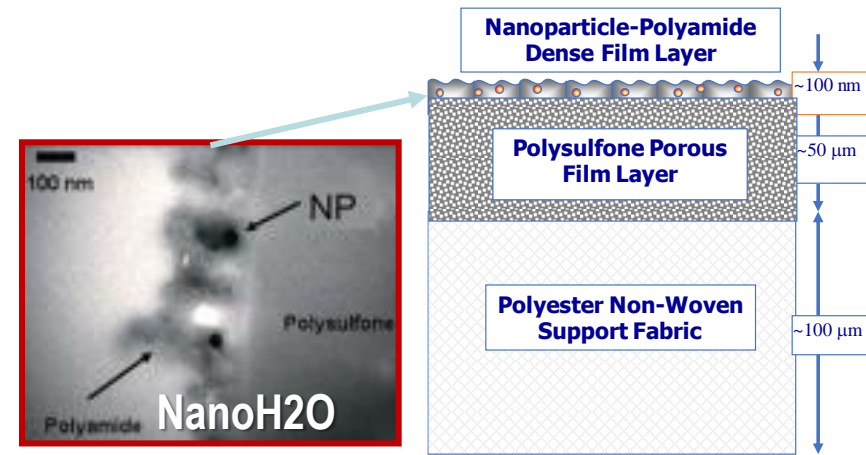 Nanoparticle-Polyamide
Dense Film Layer
~100 nm
Polysulfone Porous
Film Layer
~50 μm
Polyester Non-Woven
Support Fabric
~100 μm
100 nm
NP
Polysulfone
Polyamide
NanoH2O